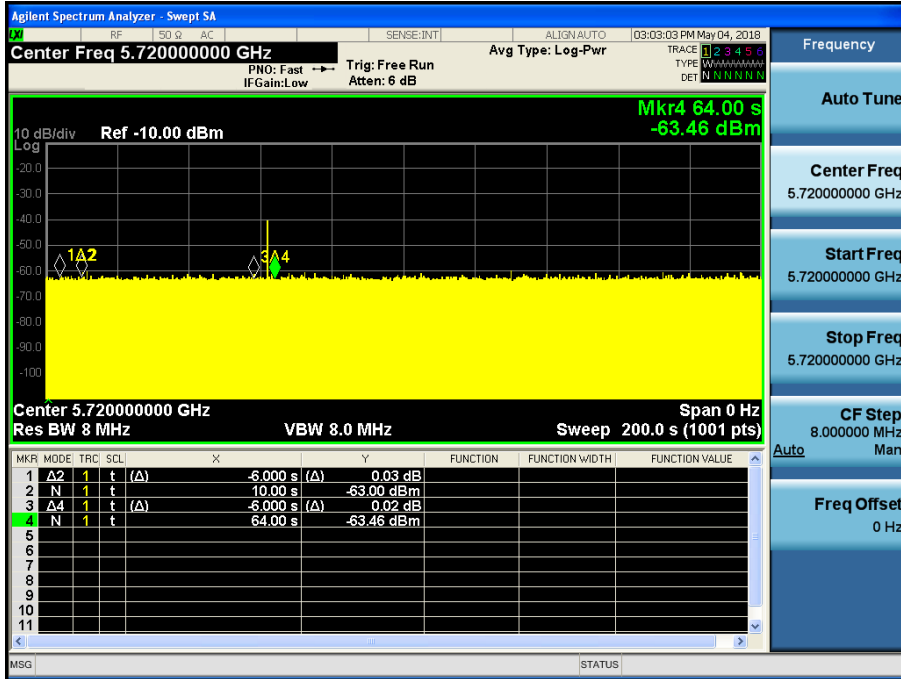 Agilent Spectrum Analyzer - Swept SA
LXI RF 50 Ω AC SENSE:INT ALIGN AUTO 03:03:03 PM May 04, 2018
Center Freq 5.720000000 GHz Avg Type: Log-Pwr TRACE 1 2 3 4 5 6
PNO: Fast Trig: Free Run TYPE W
IFGain:Low Atten: 6 dB DET N N N N N N
Mkr4 64.00 s
-63.46 dBm
10 dB/div Ref -10.00 dBm
Log
-20.0
-30.0
-40.0
-50.0
1Δ2 3Δ4
-60.0
-70.0
-80.0
-90.0
-100
Center 5.720000000 GHz Span 0 Hz
Res BW 8 MHz VBW 8.0 MHz Sweep 200.0 s (1001 pts)
MKR MODE TRC SCL X Y FUNCTION FUNCTION WIDTH FUNCTION VALUE
1 Δ2 1 t (Δ) -6.000 s (Δ) 0.03 dB
2 N 1 t 10.00 s -63.00 dBm
3 Δ4 1 t (Δ) -6.000 s (Δ) 0.02 dB
4 N 1 t 64.00 s -63.46 dBm
5
6
7
8
9
10
11
MSG STATUS
Frequency
Auto Tune
Center Freq
5.720000000 GHz
Start Freq
5.720000000 GHz
Stop Freq
5.720000000 GHz
CF Step
8.000000 MHz
Auto Man
Freq Offset
0 Hz